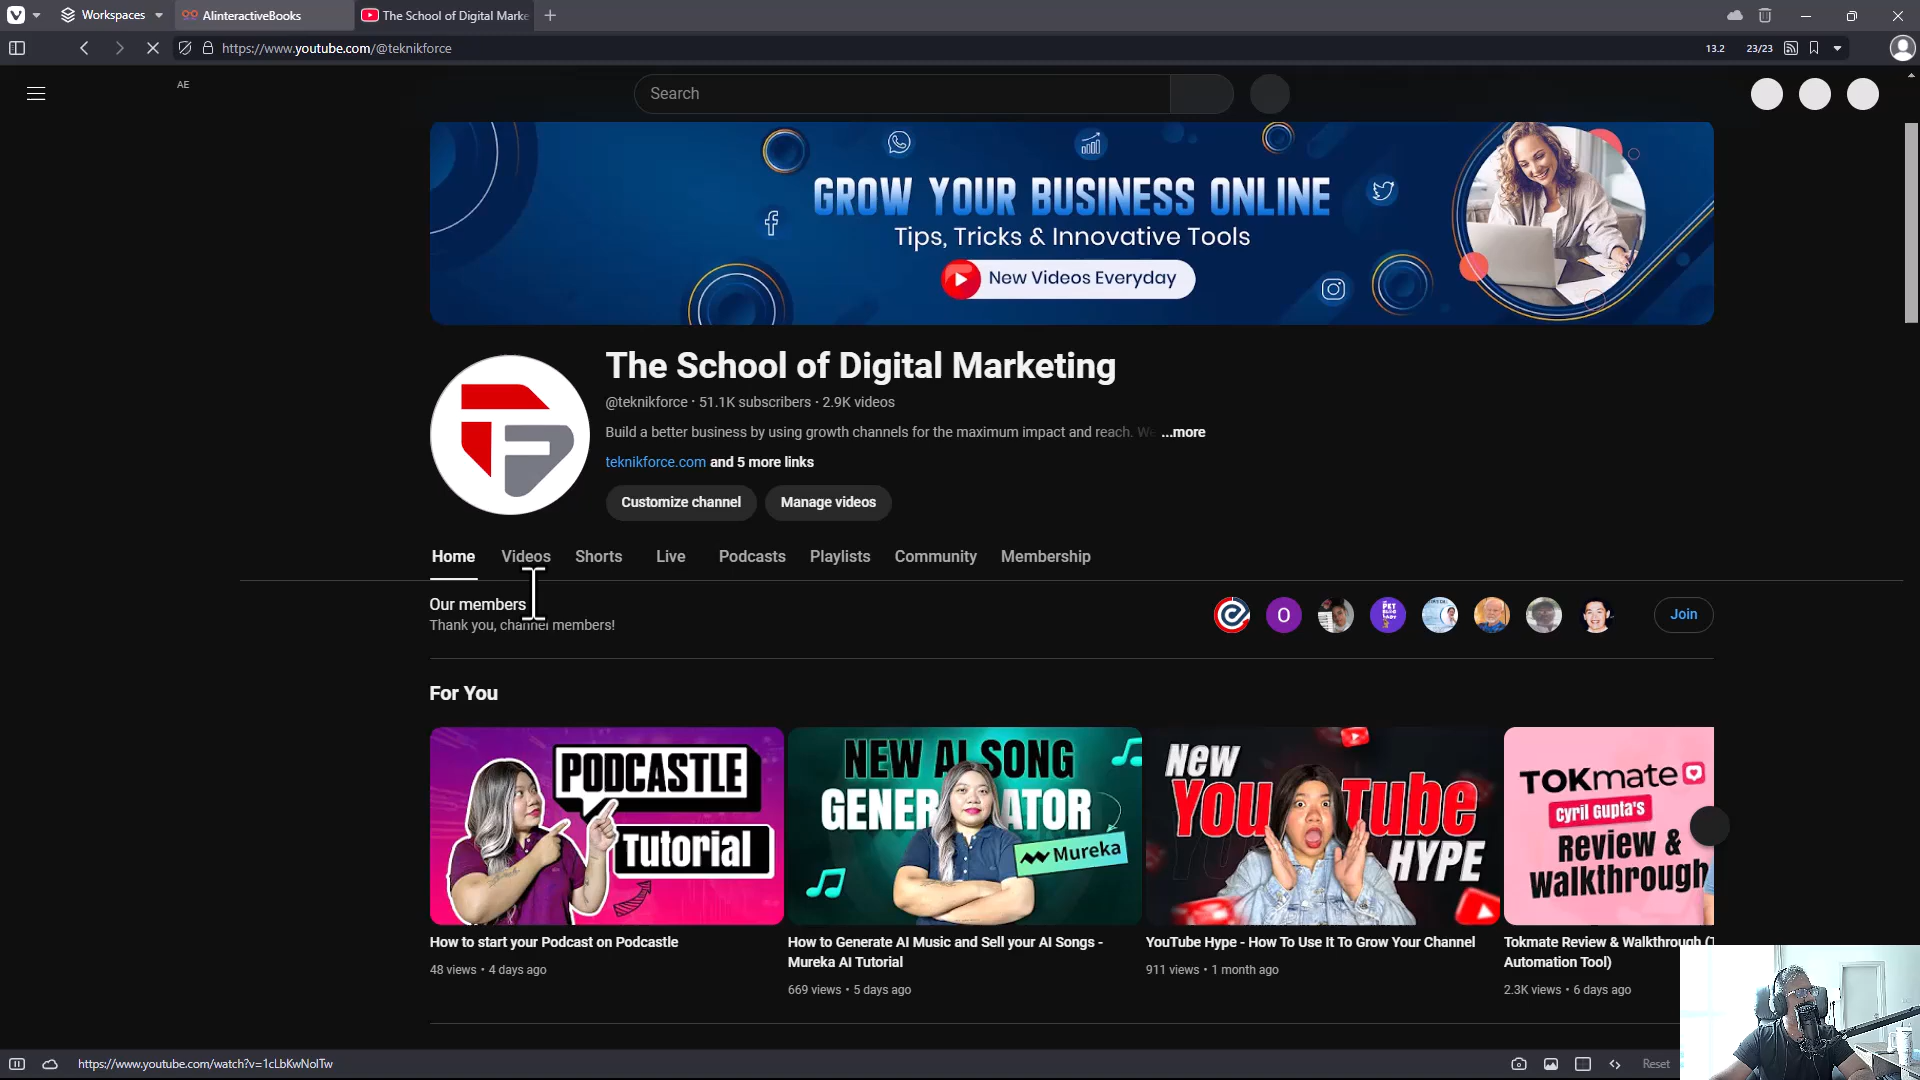 Workspaces
AIinteractiveBooks
The School of Digital Marke
https://www.youtube.com/@teknikforce
13.2
23/23
AE
Search
GROW YOUR BUSINESS ONLINE
Tips, Tricks & Innovative Tools
New Videos Everyday
The School of Digital Marketing
@teknikforce · 51.1K subscribers · 2.9K videos
Build a better business by using growth channels for the maximum impact and reach. We ...more
teknikforce.com and 5 more links
Customize channel
Manage videos
Home
Videos
Shorts
Live
Podcasts
Playlists
Community
Membership
Our members
Thank you, channel members!
O
Join
For You
PODCASTLE
Tutorial
NEW AI SONG
GENERATOR
Mureka
New
YouTube
HYPE
TOKmate
Cyril Gupta's
Review &
Walkthrough
How to start your Podcast on Podcastle
48 views · 4 days ago
How to Generate AI Music and Sell your AI Songs -
Mureka AI Tutorial
669 views · 5 days ago
YouTube Hype - How To Use It To Grow Your Channel
911 views · 1 month ago
Tokmate Review & Walkthrough (T
Automation Tool)
2.3K views · 6 days ago
https://www.youtube.com/watch?v=1cLbKwNolTw
Reset